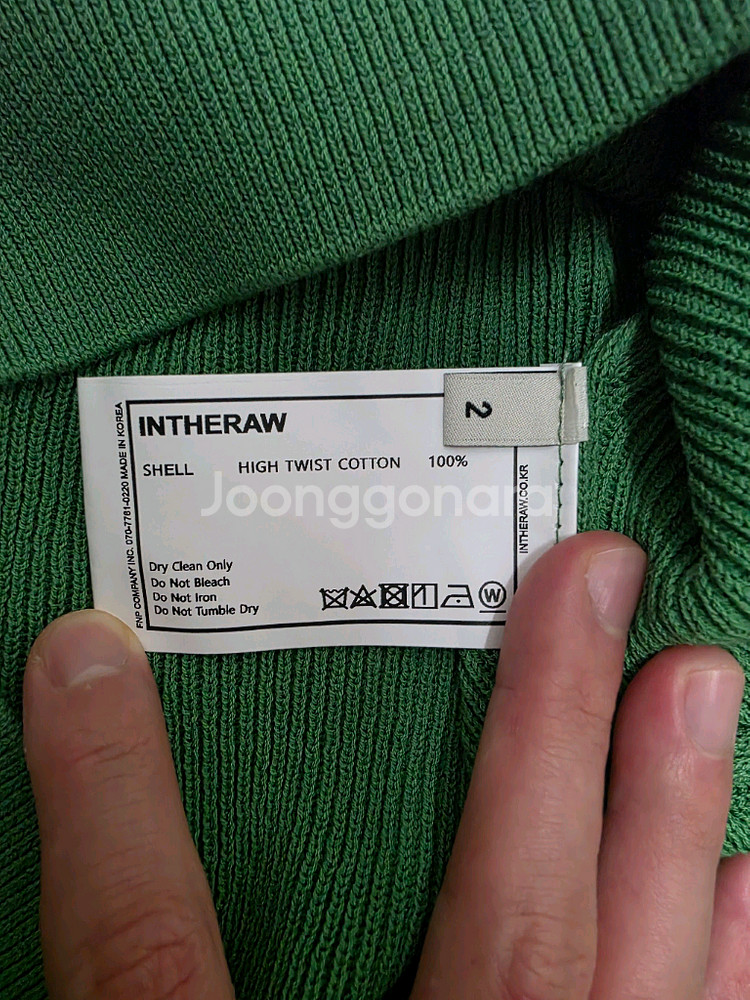 INTHERAW
2
SHELL HIGH TWIST COTTON 100%
Joonggonara
Dry Clean Only
Do Not Bleach
Do Not Iron
Do Not Tumble Dry
W
FNP COMPANY INC. 070-7781-0220 MADE IN KOREA
INTHERAW.CO.KR